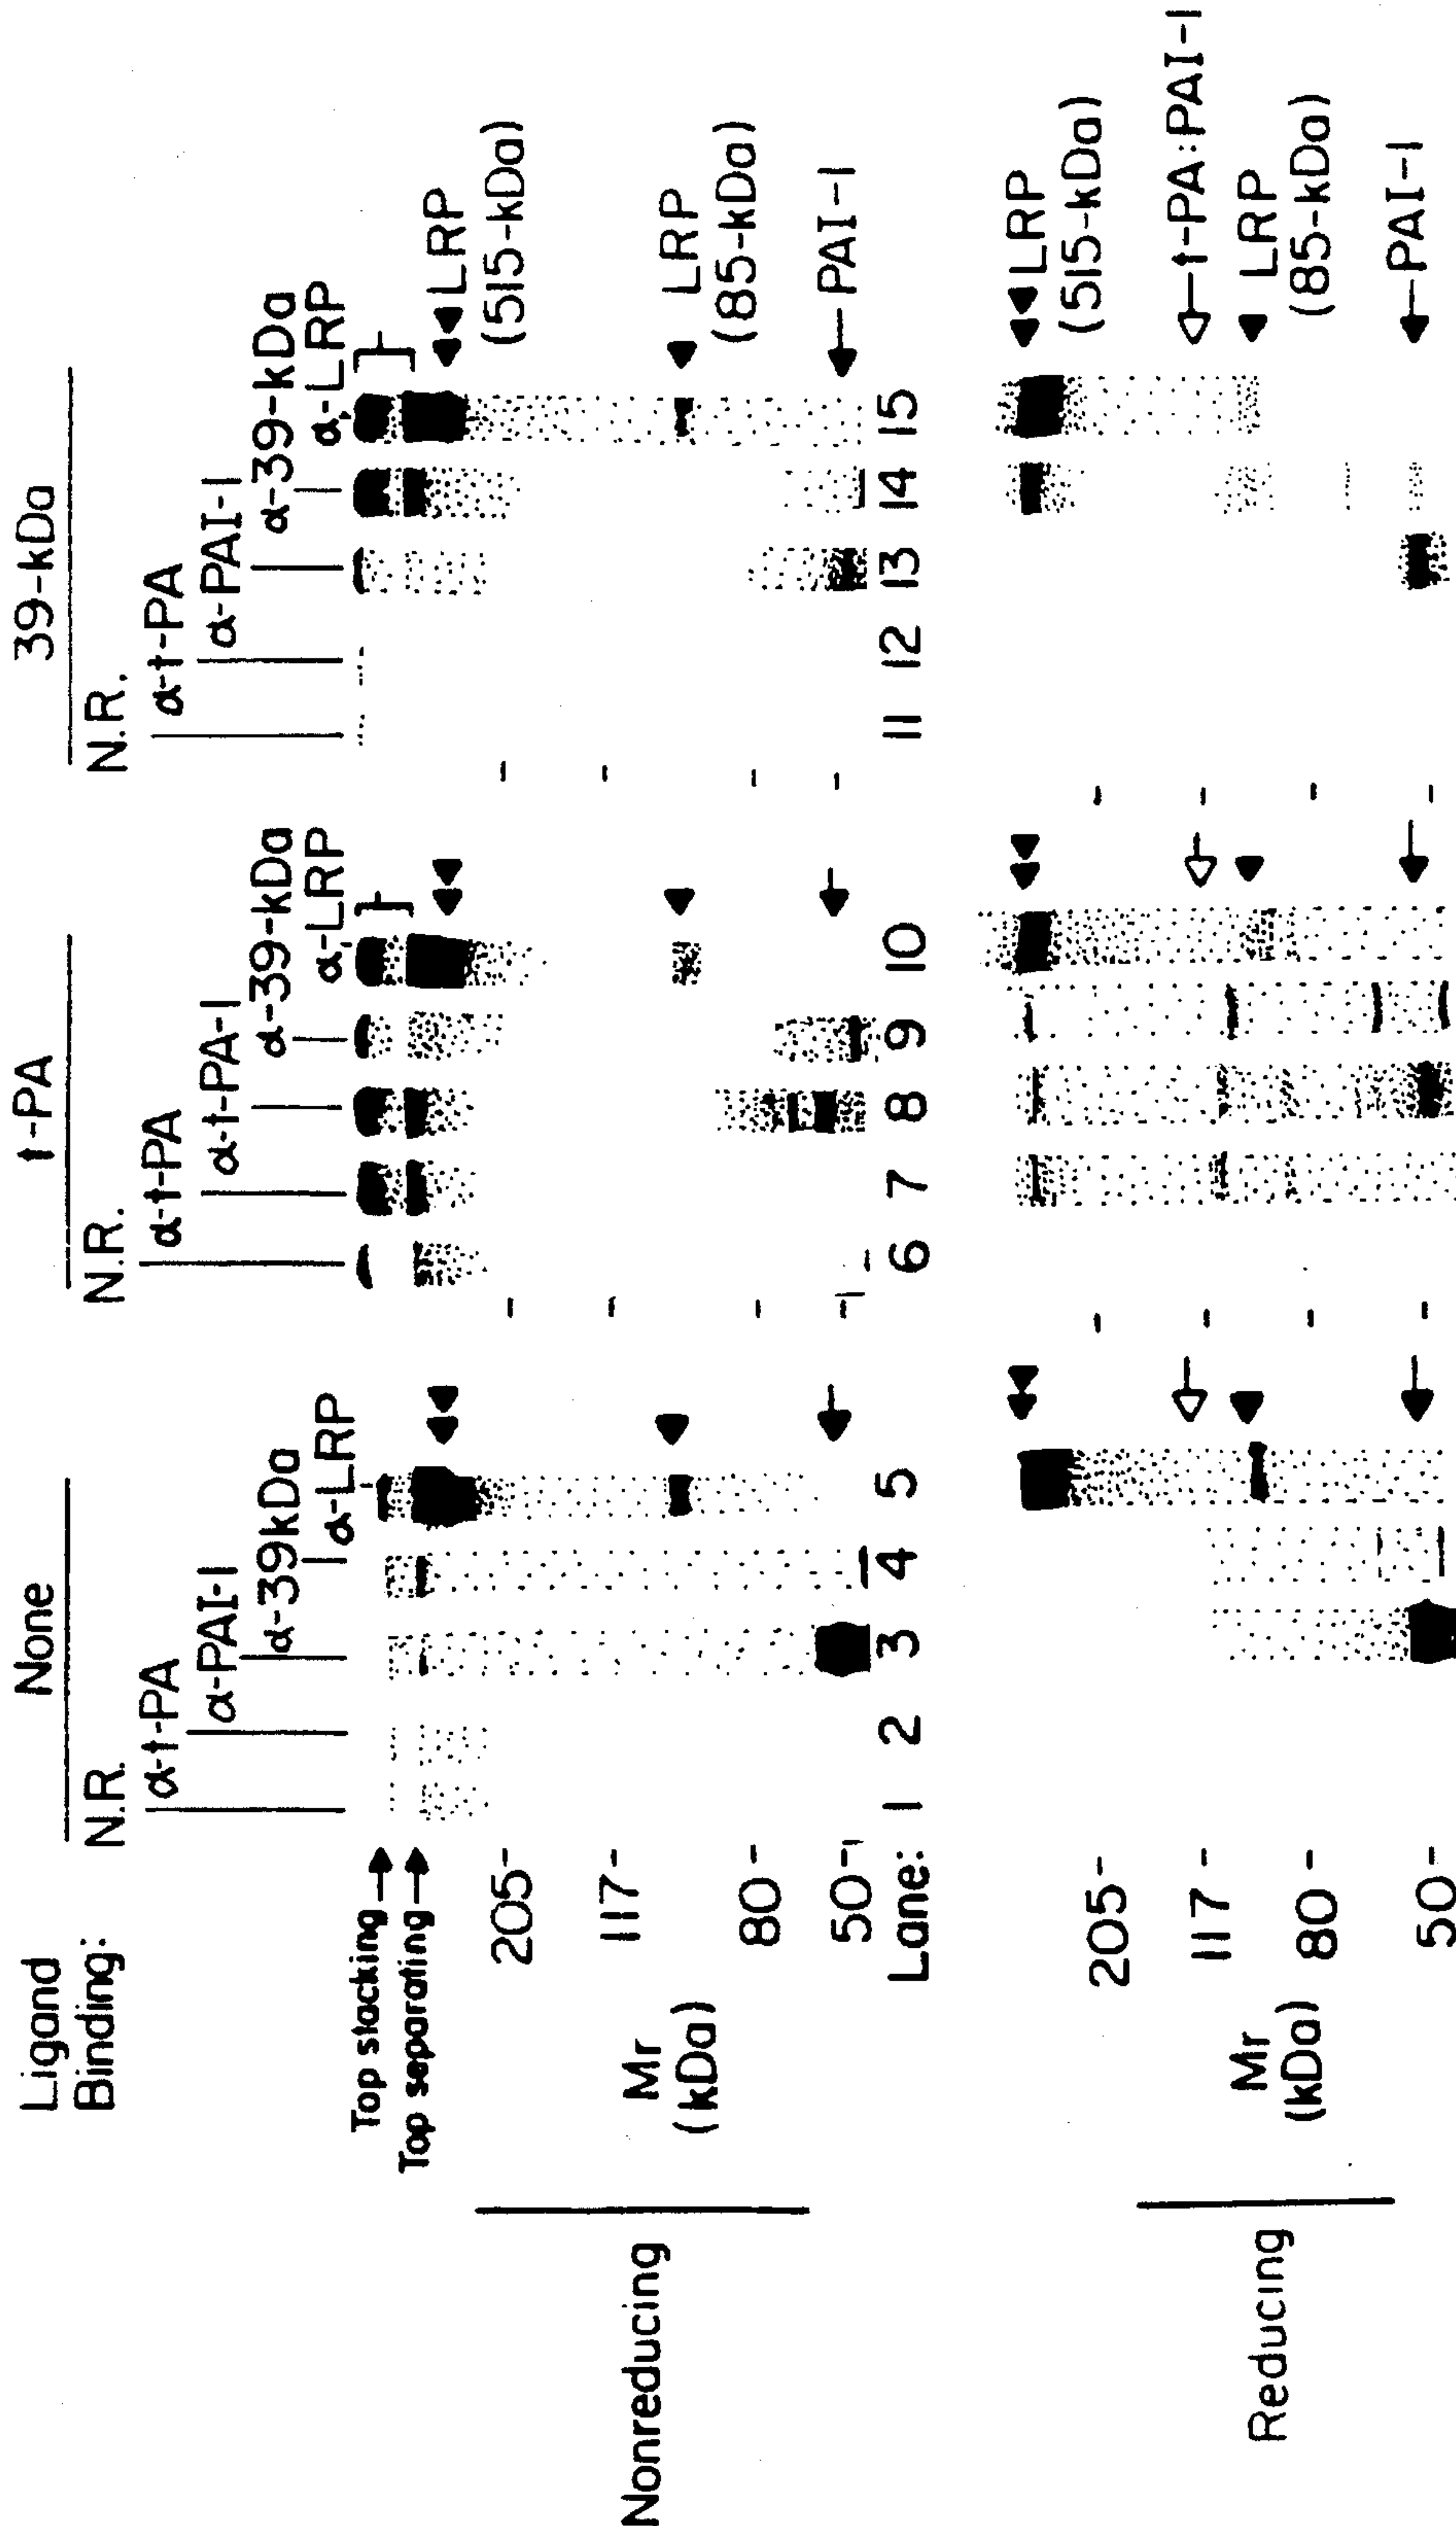 Ligand
Binding:
None
t-PA
39-kDa
N.R.
α-t-PA
α-PAI-I
α-39kDa
α-LRP
N.R.
α-t-PA
α-t-PA-I
α-39-kDa
α-LRP
N.R.
α-t-PA
α-PAI-I
α-39-kDa
α-LRP
Top stacking
Top separating
LRP
(515-kDa)
205-
117-
LRP
(85-kDa)
80-
PAI-I
50-
Mr
(kDa)
Nonreducing
Lane: 1 2 3 4 5 6 7 8 9 10 11 12 13 14 15
LRP
(515-kDa)
205-
t-PA:PAI-I
117-
LRP
(85-kDa)
80-
PAI-I
50-
Mr
(kDa)
Reducing